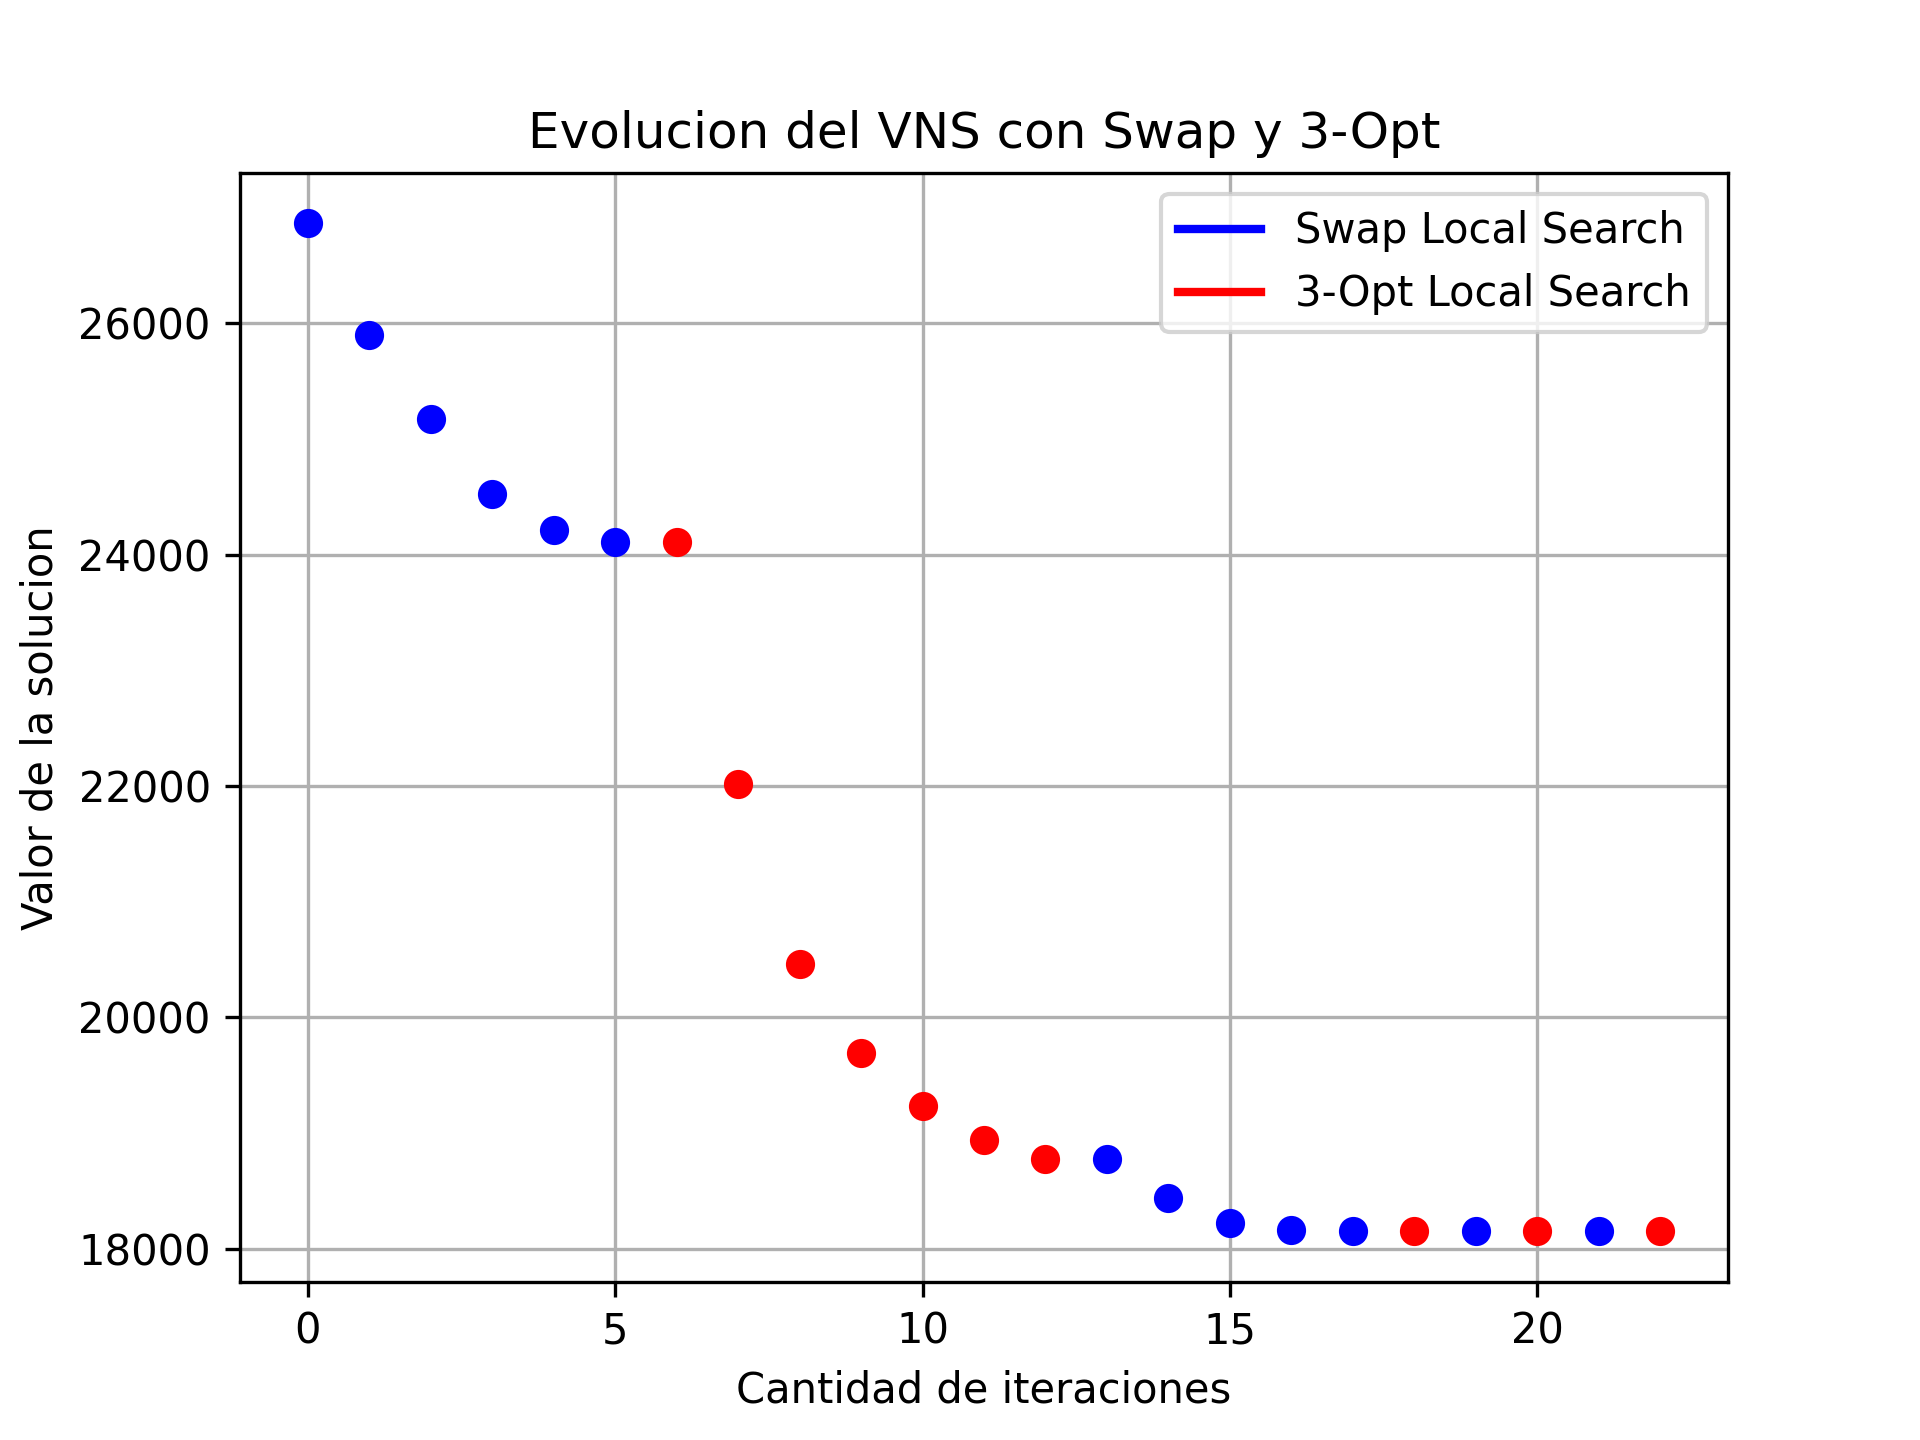 Evolucion del VNS con Swap y 3-Opt
Swap Local Search
3-Opt Local Search
Valor de la solucion
26000
24000
22000
20000
18000
0 5 10 15 20
Cantidad de iteraciones